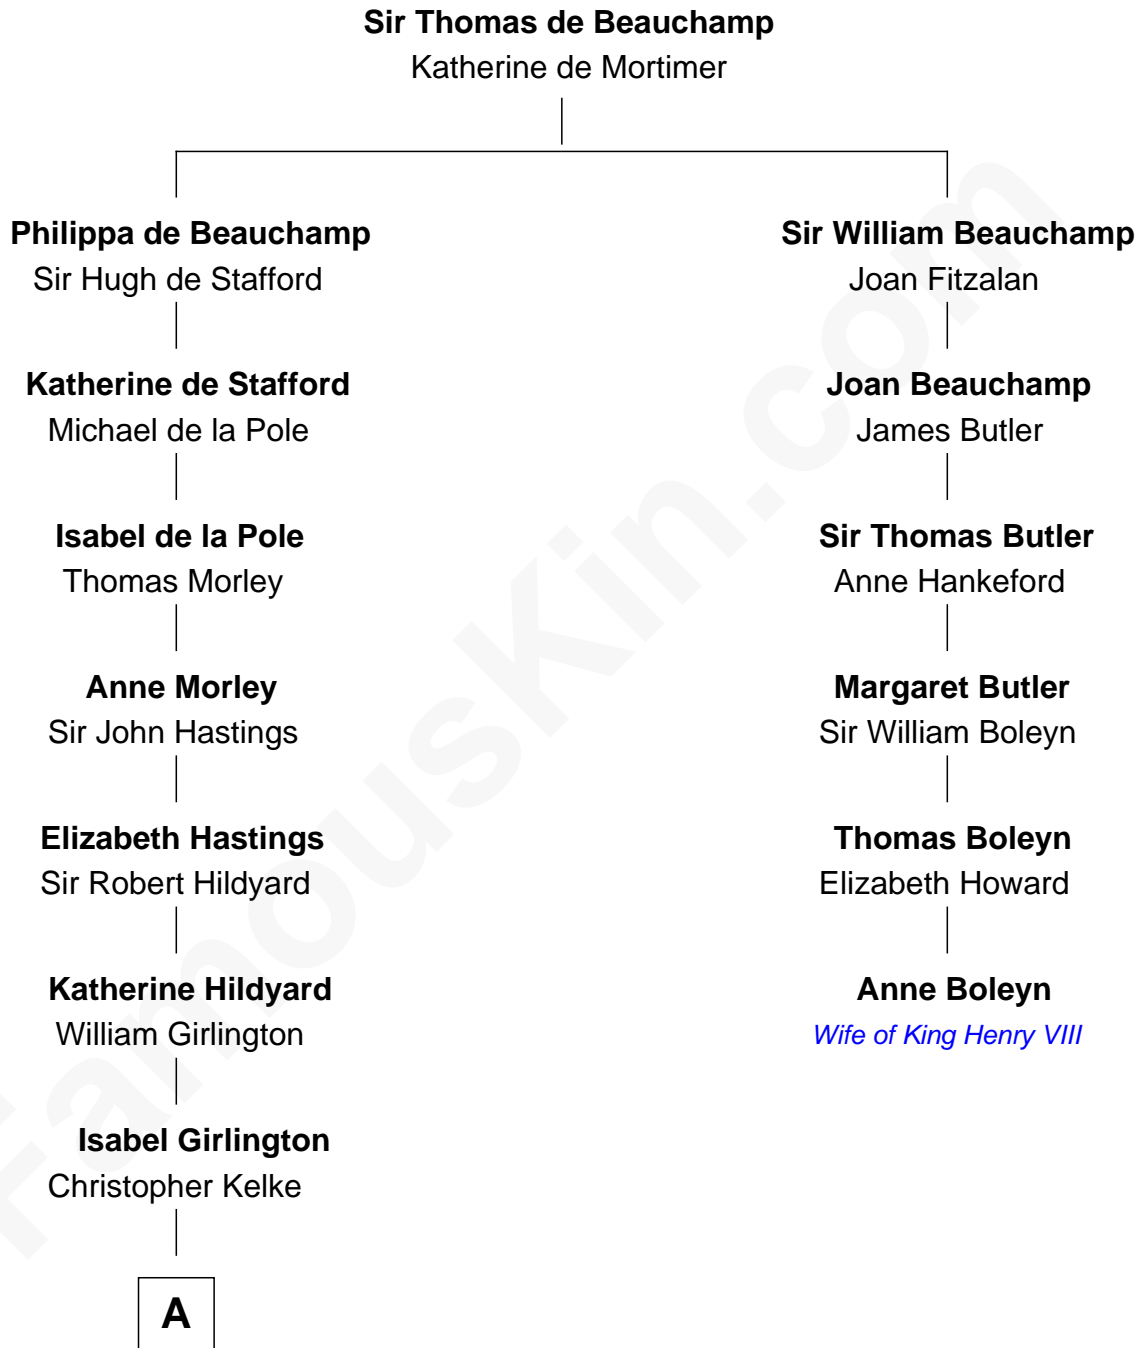 Sir Thomas de Beauchamp
Katherine de Mortimer
Philippa de Beauchamp
Sir Hugh de Stafford
Sir William Beauchamp
Joan Fitzalan
Katherine de Stafford
Michael de la Pole
Joan Beauchamp
James Butler
Isabel de la Pole
Thomas Morley
Sir Thomas Butler
Anne Hankeford
Anne Morley
Sir John Hastings
Margaret Butler
Sir William Boleyn
Elizabeth Hastings
Sir Robert Hildyard
Thomas Boleyn
Elizabeth Howard
Katherine Hildyard
William Girlington
Anne Boleyn
Wife of King Henry VIII
Isabel Girlington
Christopher Kelke
A
FamousKin.com